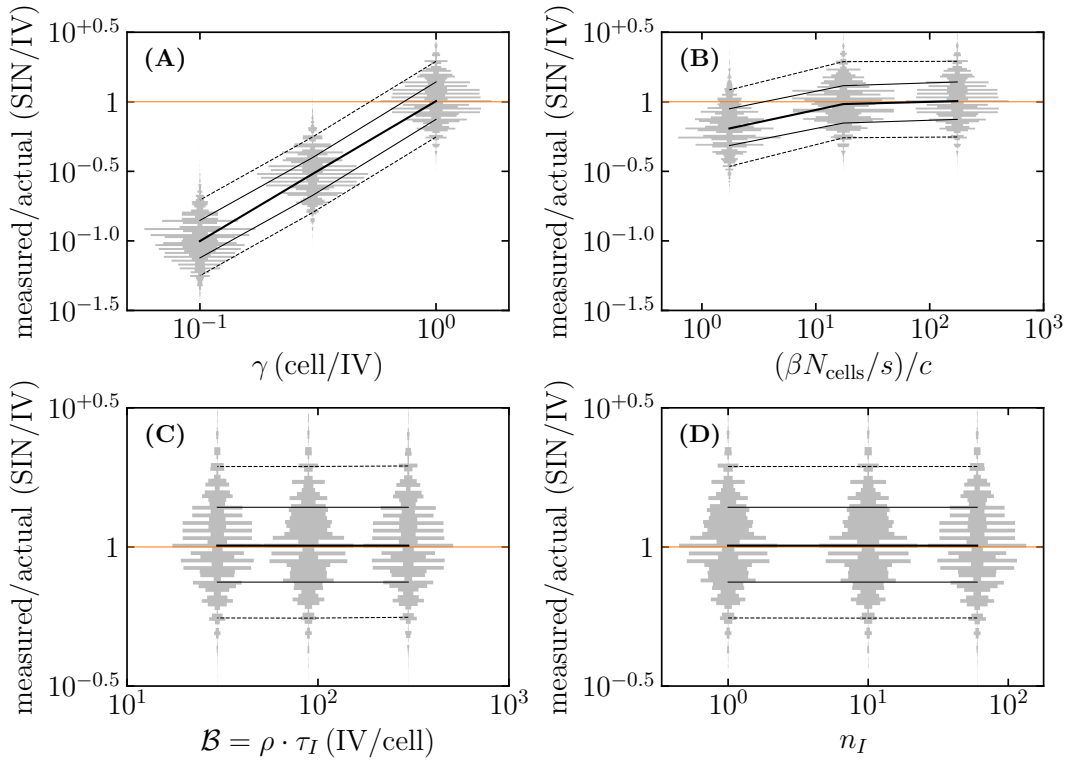 measured/actual (SIN/IV)
10^{+0.5}
1
10^{−0.5}
10^{−1.0}
10^{−1.5}
(A)
10^{−1}
10^{0}
γ (cell/IV)
measured/actual (SIN/IV)
10^{+0.5}
1
10^{−0.5}
10^{−1.0}
10^{−1.5}
(B)
10^{0}
10^{1}
10^{2}
10^{3}
(βN_{cells}/s)/c
measured/actual (SIN/IV)
10^{+0.5}
1
10^{−0.5}
(C)
10^{1}
10^{2}
10^{3}
ℬ = ρ · τ_I (IV/cell)
measured/actual (SIN/IV)
10^{+0.5}
1
10^{−0.5}
(D)
10^{0}
10^{1}
10^{2}
n_I